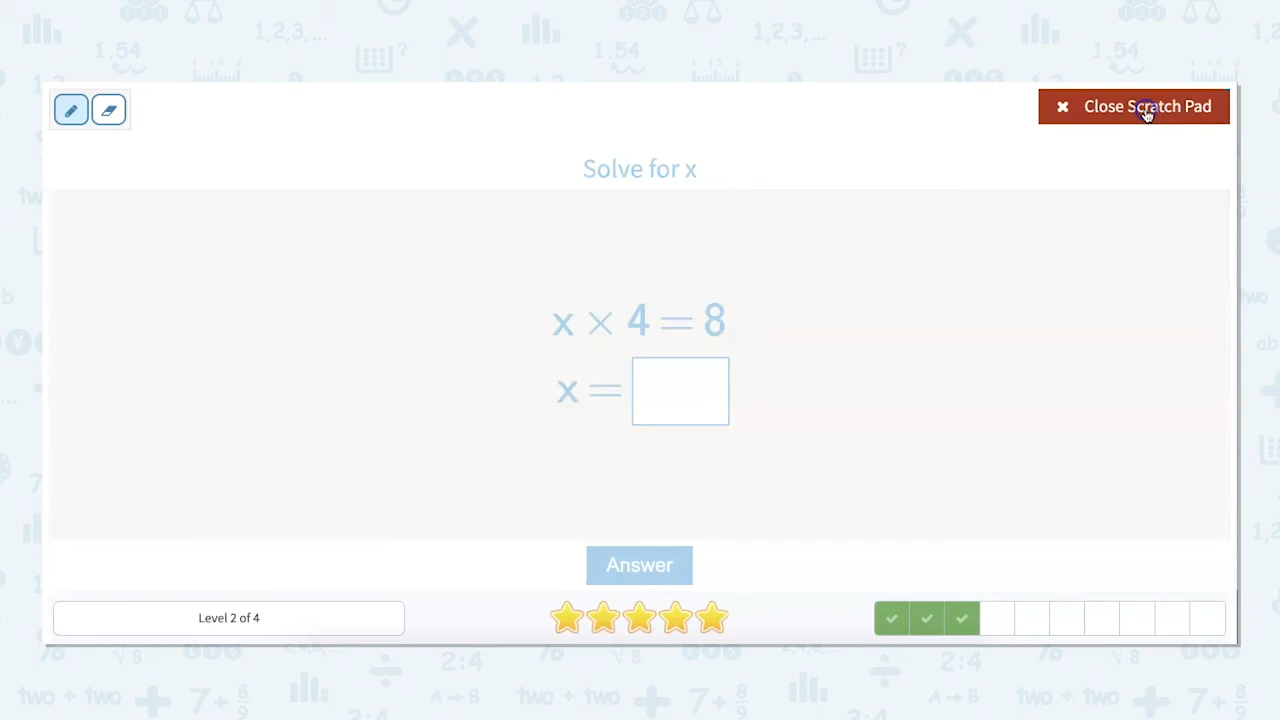 Close Scratch Pad
Solve for x
x × 4 = 8
x =
Answer
Level 2 of 4